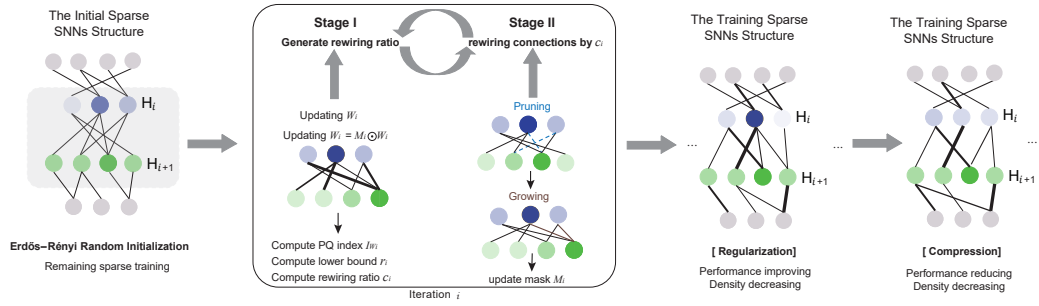 The Initial Sparse
SNNs Structure
H_i
H_{i+1}
Erdős–Rényi Random Initialization
Remaining sparse training
Stage I
Generate rewiring ratio
Updating W_i
Updating W_i = M_i ⊙ W_i
Compute PQ index I_{W_i}
Compute lower bound r_i
Compute rewiring ratio c_i
Stage II
rewiring connections by c_i
Pruning
Growing
update mask M_i
Iteration i
The Training Sparse
SNNs Structure
H_i
...
H_{i+1}
[ Regularization]
Performance improving
Density decreasing
...
The Training Sparse
SNNs Structure
H_i
...
H_{i+1}
[ Compression]
Performance reducing
Density decreasing